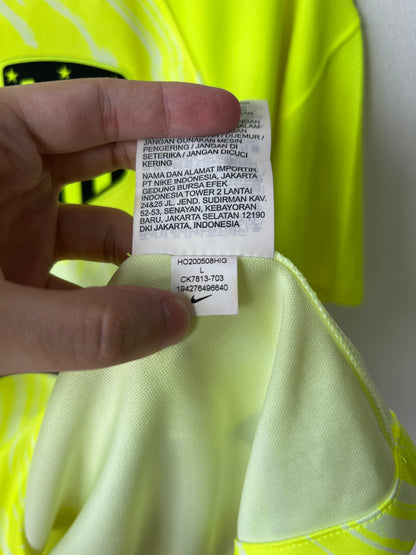 JANGAN GUNAKAN MESIN
PENGERING / JANGAN DI
SETERIKA / JANGAN DICUCI
KERING
NAMA DAN ALAMAT IMPORTIR:
PT NIKE INDONESIA, JAKARTA,
GEDUNG BURSA EFEK
INDONESIA TOWER 2 LANTAI
24&25 JL. JEND. SUDIRMAN KAV.
52-53, SENAYAN, KEBAYORAN
BARU, JAKARTA SELATAN 12190
DKI JAKARTA, INDONESIA
HO200508HIG
L
CK7813-703
194276496640